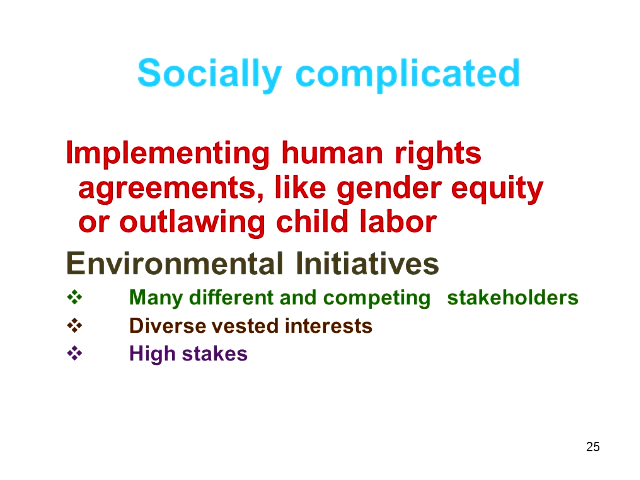 Socially complicated
Implementing human rights
agreements, like gender equity
or outlawing child labor
Environmental Initiatives
❖ Many different and competing stakeholders
❖ Diverse vested interests
❖ High stakes
25